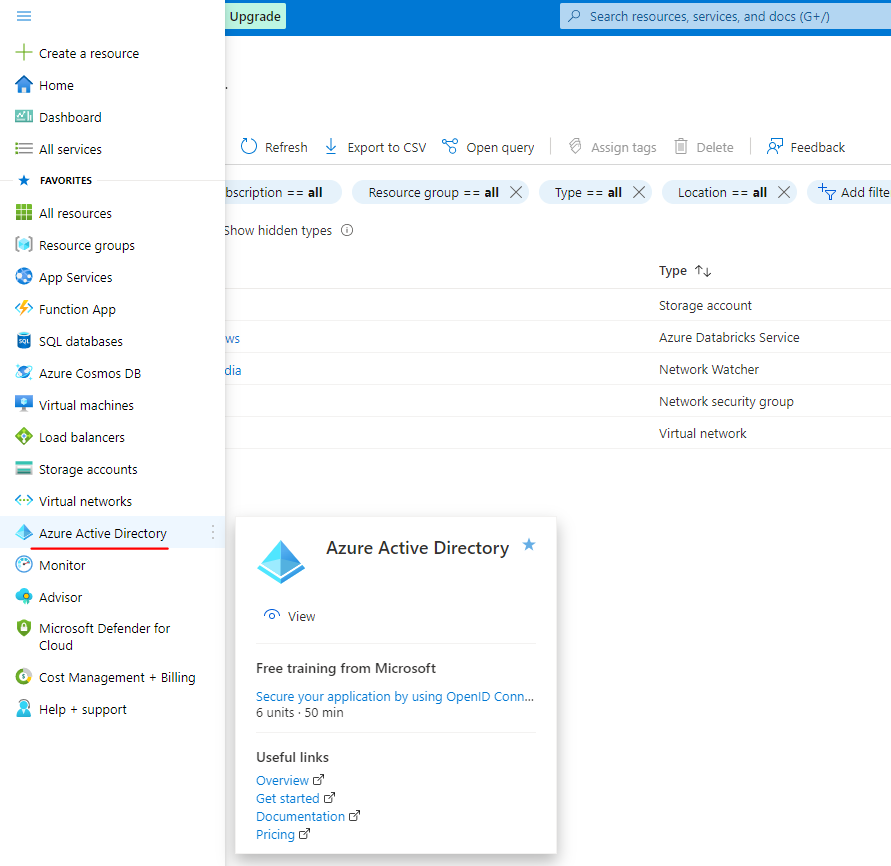 Upgrade
Search resources, services, and docs (G+/)
Create a resource
Home
Dashboard
All services
FAVORITES
All resources
Resource groups
App Services
Function App
SQL databases
Azure Cosmos DB
Virtual machines
Load balancers
Storage accounts
Virtual networks
Azure Active Directory
Monitor
Advisor
Microsoft Defender for
Cloud
Cost Management + Billing
Help + support
Refresh
Export to CSV
Open query
Assign tags
Delete
Feedback
bscription == all
Resource group == all
Type == all
Location == all
Add filte
Show hidden types
Type
Storage account
ws
Azure Databricks Service
dia
Network Watcher
Network security group
Virtual network
Azure Active Directory
View
Free training from Microsoft
Secure your application by using OpenID Conn...
6 units · 50 min
Useful links
Overview
Get started
Documentation
Pricing